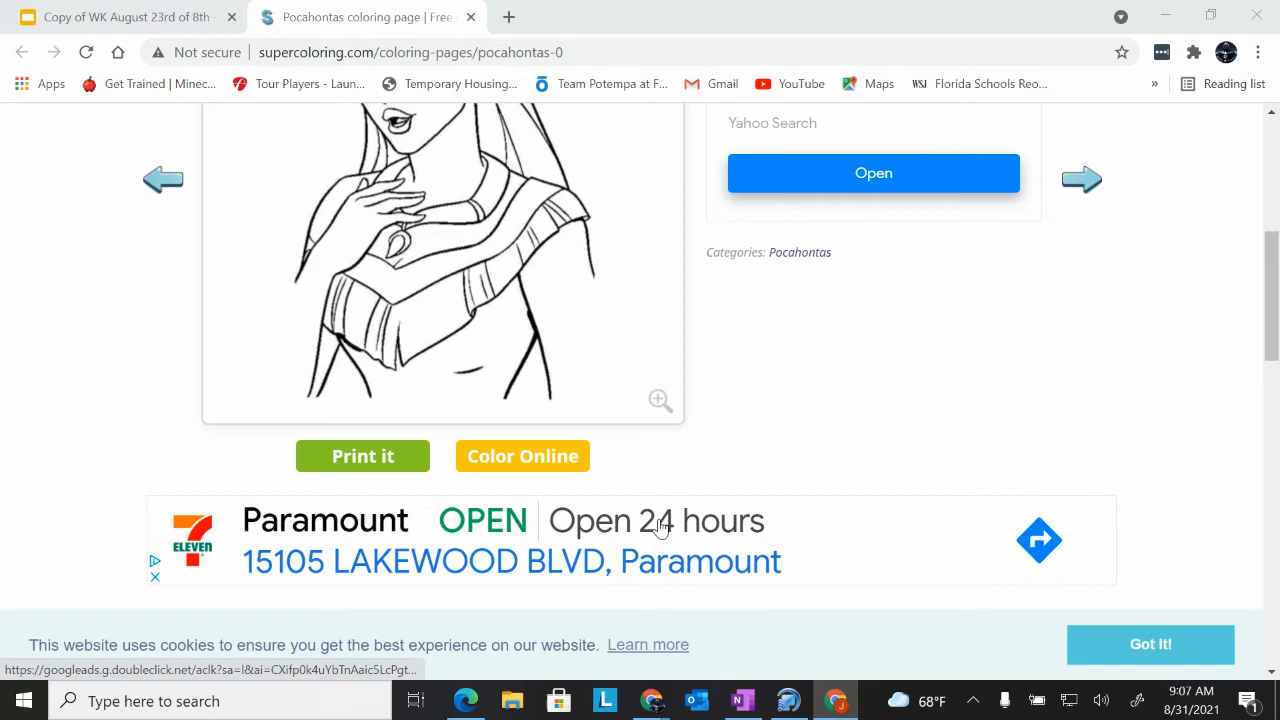 Copy of WK August 23rd of 8th
Pocahontas coloring page | Free
Not secure
supercoloring.com/coloring-pages/pocahontas-0
Apps
Get Trained | Minec...
Tour Players - Laun...
Temporary Housing...
Team Potempa at F...
Gmail
YouTube
Maps
WSJ
Florida Schools Reo...
»
Reading list
Yahoo Search
Open
Categories: Pocahontas
Print it
Color Online
7
ELEVEN
Paramount
OPEN
Open 24 hours
15105 LAKEWOOD BLVD, Paramount
This website uses cookies to ensure you get the best experience on our website. Learn more
Got it!
https://googleads.g.doubleclick.net/aclk?sa=l&ai=CXifp0k4uYbTnAaic5LcPgt...
Type here to search
L
N
J
68°F
9:07 AM
8/31/2021
1